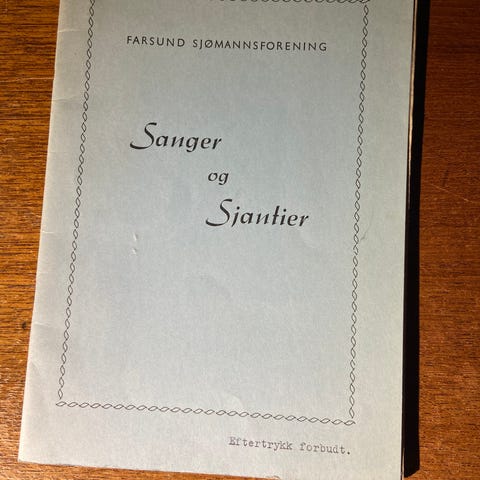 FARSUND SJØMANNSFORENING
Sanger
og
Sjantier
Eftertrykk forbudt.